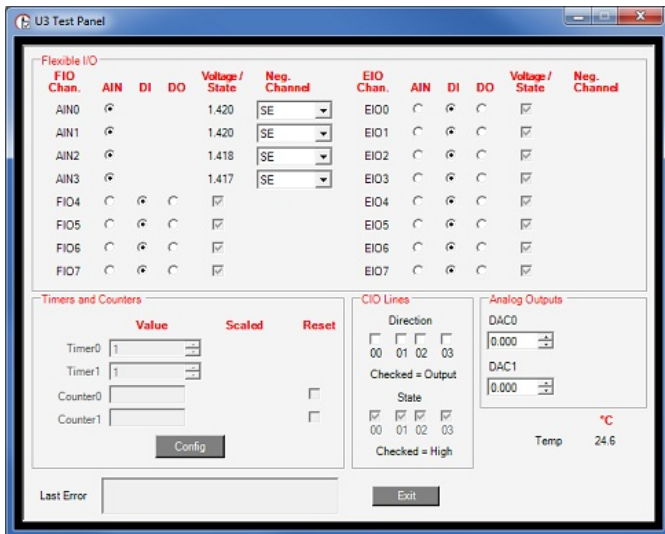 U3 Test Panel
Flexible I/O
FIO Chan. AIN DI DO Voltage / State Neg. Channel
AIN0 1.420 SE
AIN1 1.420 SE
AIN2 1.418 SE
AIN3 1.417 SE
FIO4
FIO5
FIO6
FIO7
EIO Chan. AIN DI DO Voltage / State Neg. Channel
EIO0
EIO1
EIO2
EIO3
EIO4
EIO5
EIO6
EIO7
Timers and Counters
Value Scaled Reset
Timer0 1
Timer1 1
Counter0
Counter1
Config
CIO Lines
Direction
00 01 02 03
Checked = Output
State
00 01 02 03
Checked = High
Analog Outputs
DAC0
0.000
DAC1
0.000
°C
Temp 24.6
Last Error
Exit